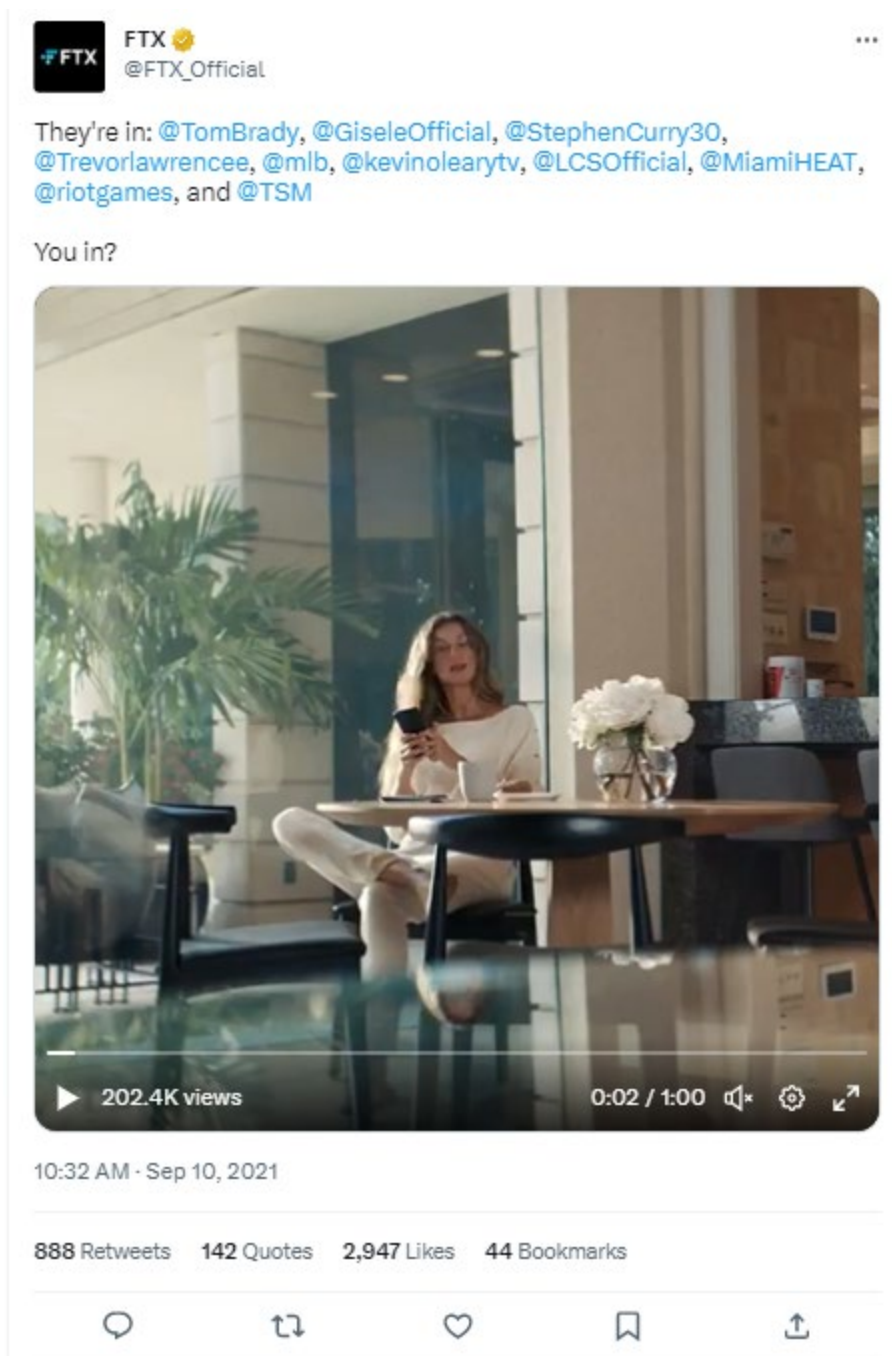 FTX
FTX
@FTX_Official
They're in: @TomBrady, @GiseleOfficial, @StephenCurry30,
@Trevorlawrencee, @mlb, @kevinolearytv, @LCSOfficial, @MiamiHEAT,
@riotgames, and @TSM
You in?
202.4K views
0:02 / 1:00
10:32 AM · Sep 10, 2021
888 Retweets 142 Quotes 2,947 Likes 44 Bookmarks